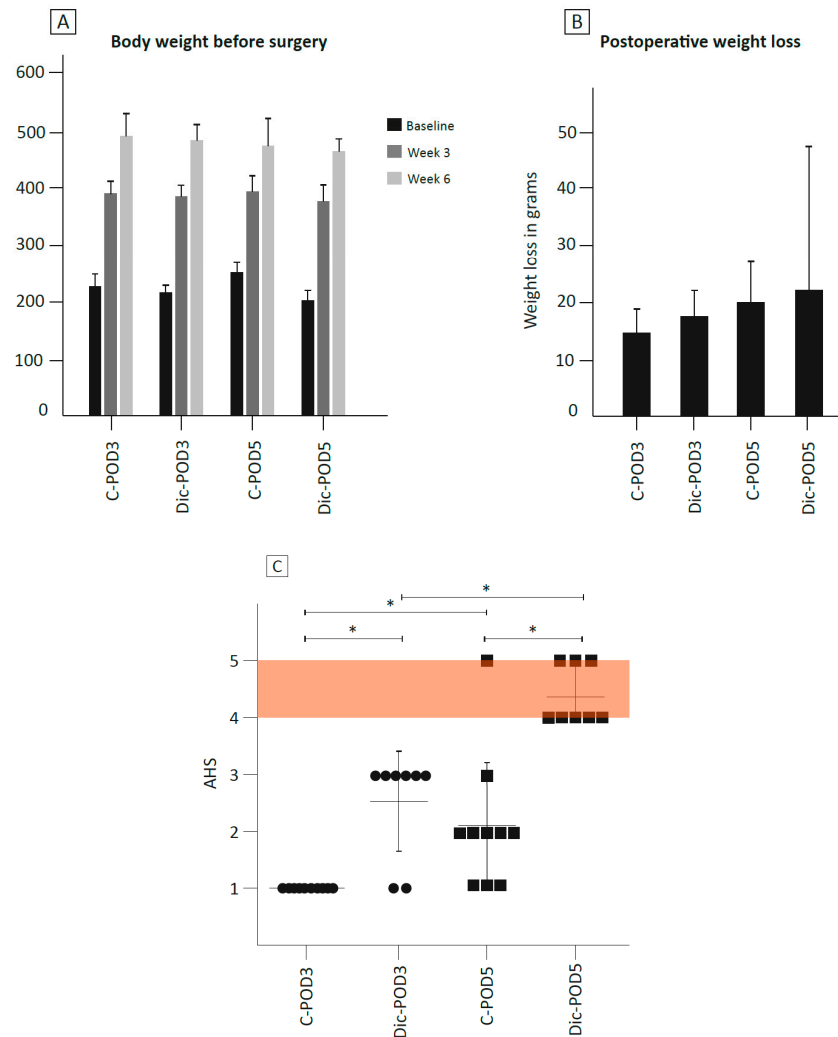 A
Body weight before surgery
600
500
400
300
200
100
0
C-POD3
Dic-POD3
C-POD5
Dic-POD5
Baseline
Week 3
Week 6
B
Postoperative weight loss
Weight loss in grams
50
40
30
20
10
0
C-POD3
Dic-POD3
C-POD5
Dic-POD5
C
*
*
*
*
AHS
5
4
3
2
1
C-POD3
Dic-POD3
C-POD5
Dic-POD5